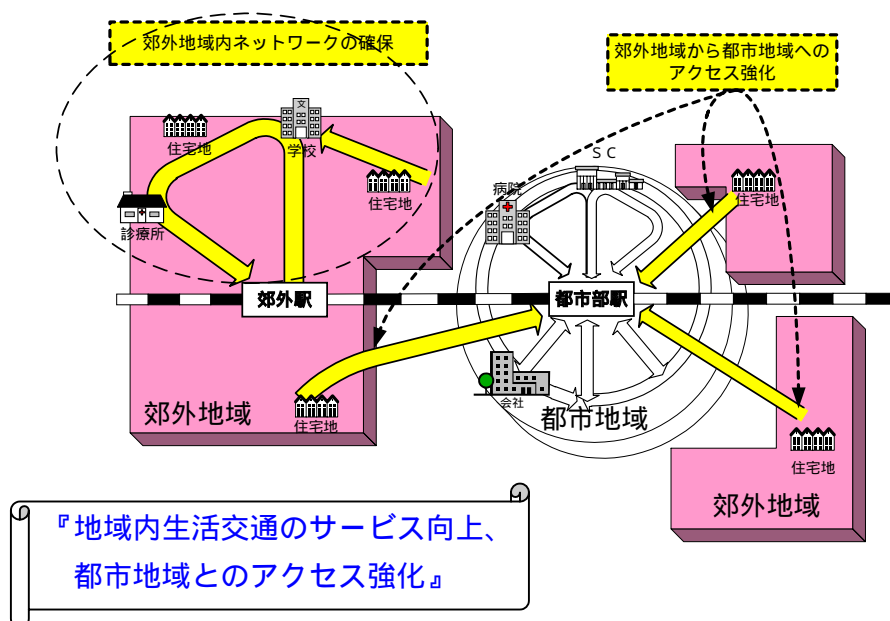 郊外地域内ネットワークの確保
郊外地域から都市地域への
アクセス強化
文
住宅地
学校
住宅地
診療所
ＳＣ
病院
住宅地
郊外駅
都市部駅
郊外地域
住宅地
会社
都市地域
住宅地
郊外地域
『地域内生活交通のサービス向上、
都市地域とのアクセス強化』